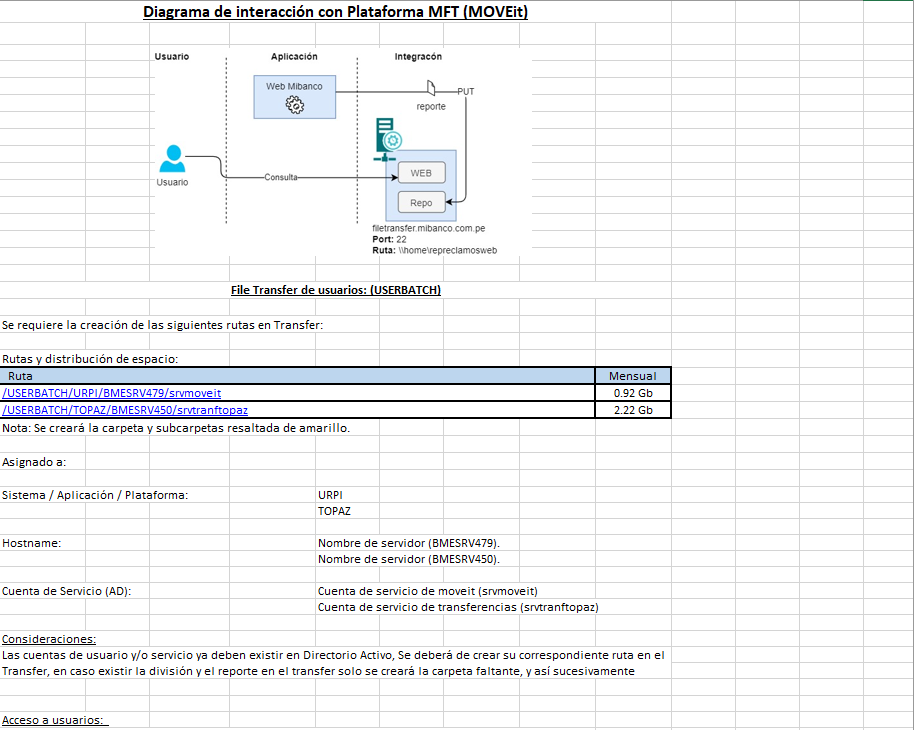 Diagrama de interacción con Plataforma MFT (MOVEit)
Usuario
Aplicación
Integracón
Web Mibanco
PUT
reporte
Usuario
Consulta
WEB
Repo
filetransfer.mibanco.com.pe
Port: 22
Ruta: \\home\repreclamosweb
File Transfer de usuarios: (USERBATCH)
Se requiere la creación de las siguientes rutas en Transfer:
Rutas y distribución de espacio:
Ruta Mensual
/USERBATCH/URPI/BMESRV479/srvmoveit 0.92 Gb
/USERBATCH/TOPAZ/BMESRV450/srvtranftopaz 2.22 Gb
Nota: Se creará la carpeta y subcarpetas resaltada de amarillo.
Asignado a:
Sistema / Aplicación / Plataforma: URPI
TOPAZ
Hostname: Nombre de servidor (BMESRV479).
Nombre de servidor (BMESRV450).
Cuenta de Servicio (AD): Cuenta de servicio de moveit (srvmoveit)
Cuenta de servicio de transferencias (srvtranftopaz)
Consideraciones:
Las cuentas de usuario y/o servicio ya deben existir en Directorio Activo, Se deberá de crear su correspondiente ruta en el
Transfer, en caso existir la división y el reporte en el transfer solo se creará la carpeta faltante, y así sucesivamente
Acceso a usuarios: